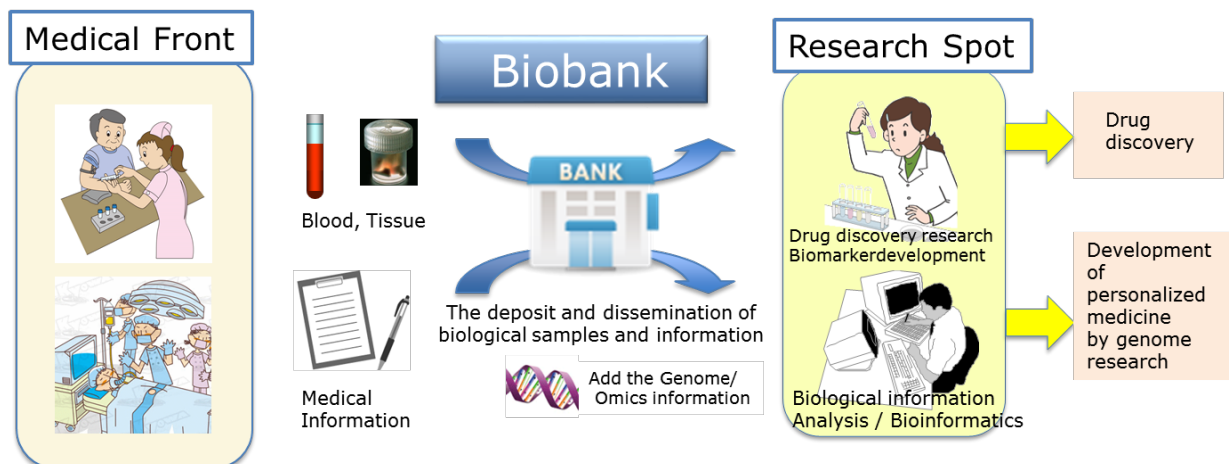 Medical Front
Biobank
Research Spot
BANK
Blood, Tissue
Medical
Information
The deposit and dissemination of
biological samples and information
Add the Genome/
Omics information
Drug discovery research
Biomarkerdevelopment
Biological information
Analysis / Bioinformatics
Drug
discovery
Development
of
personalized
medicine
by genome
research